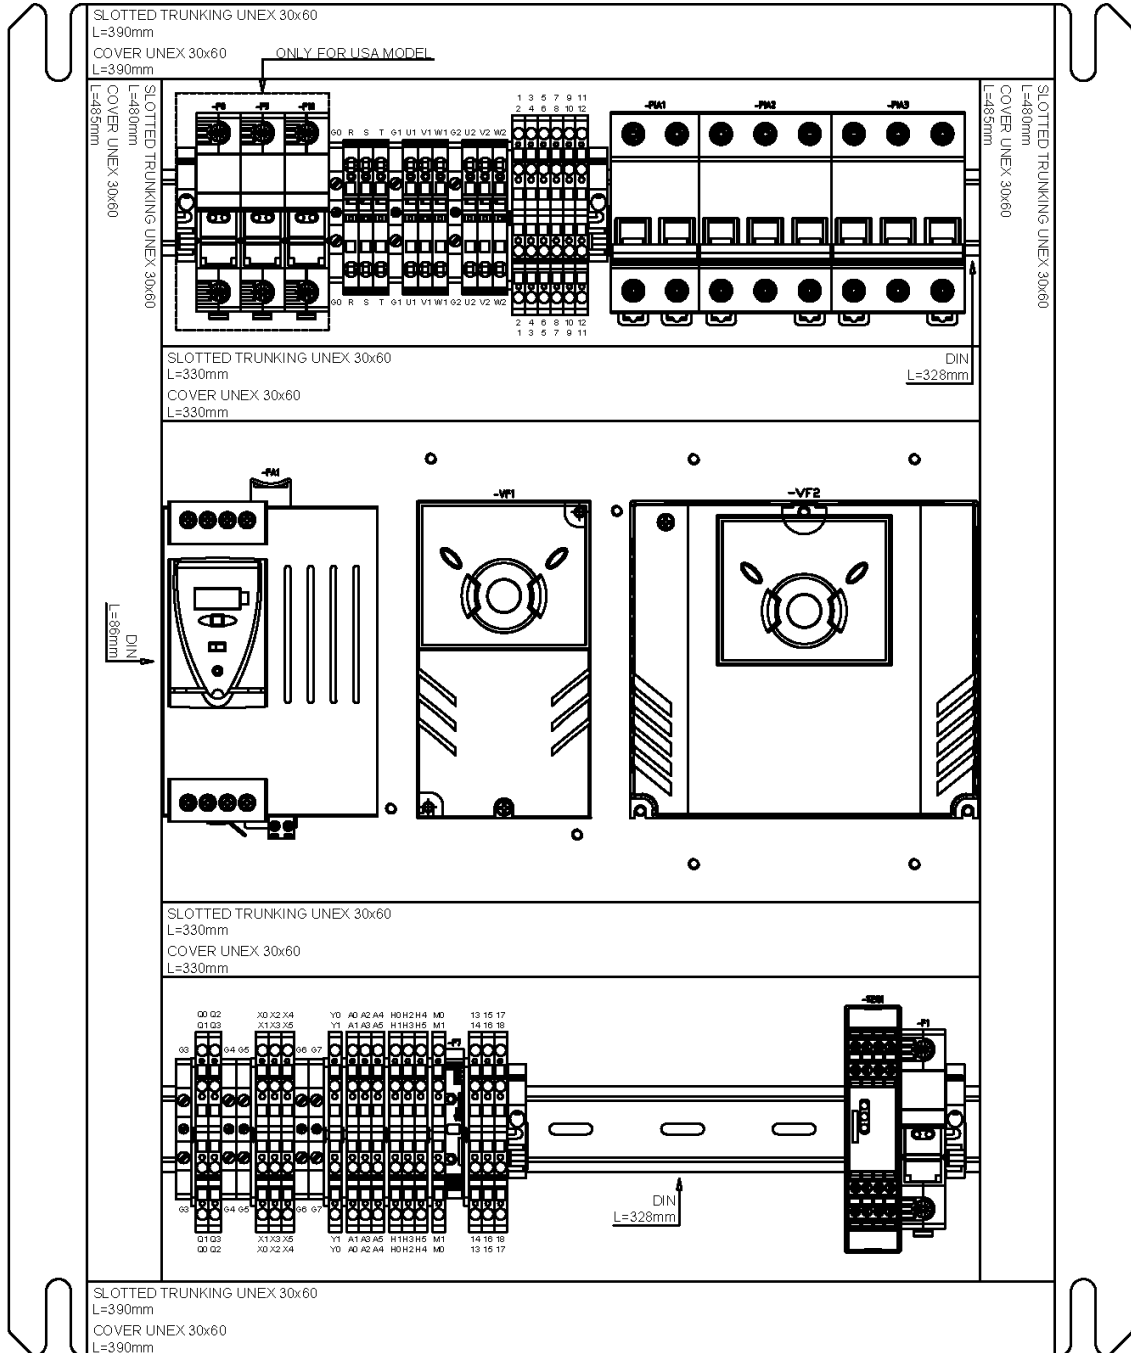 SLOTTED TRUNKING UNEX 30x60
L=390mm
COVER UNEX 30x60
L=390mm
ONLY FOR USA MODEL
SLOTTED TRUNKING UNEX 30x60
L=480mm
COVER UNEX 30x60
L=485mm
-F9
1 3 5 7 9 11
2 4 6 8 10 12
G0 R S T G1 U1 V1 W1 G2 U2 V2 W2
-PIA1
-PIA2
-PIA3
SLOTTED TRUNKING UNEX 30x60
L=480mm
COVER UNEX 30x60
L=485mm
G0 R S T G1 U1 V1 W1 G2 U2 V2 W2
2 4 6 8 10 12
1 3 5 7 9 11
SLOTTED TRUNKING UNEX 30x60
L=330mm
COVER UNEX 30x60
L=330mm
DIN
L=328mm
-FA1
-VF1
-VF2
DIN
L=86mm
SLOTTED TRUNKING UNEX 30x60
L=330mm
COVER UNEX 30x60
L=330mm
Q0 Q2 X0 X2 X4 Y0 A0 A2 A4 H0 H2 H4 M0 13 15 17
Q1 Q3 X1 X3 X5 Y1 A1 A3 A5 H1 H3 H5 M1 14 16 18
G3 G4 G5 G6 G7
-F1
G3 G4 G5 G6 G7
Q1 Q3 X1 X3 X5 Y1 A1 A3 A5 H1 H3 H5 M1 14 16 18
Q0 Q2 X0 X2 X4 Y0 A0 A2 A4 H0 H2 H4 M0 13 15 17
DIN
L=328mm
SLOTTED TRUNKING UNEX 30x60
L=390mm
COVER UNEX 30x60
L=390mm